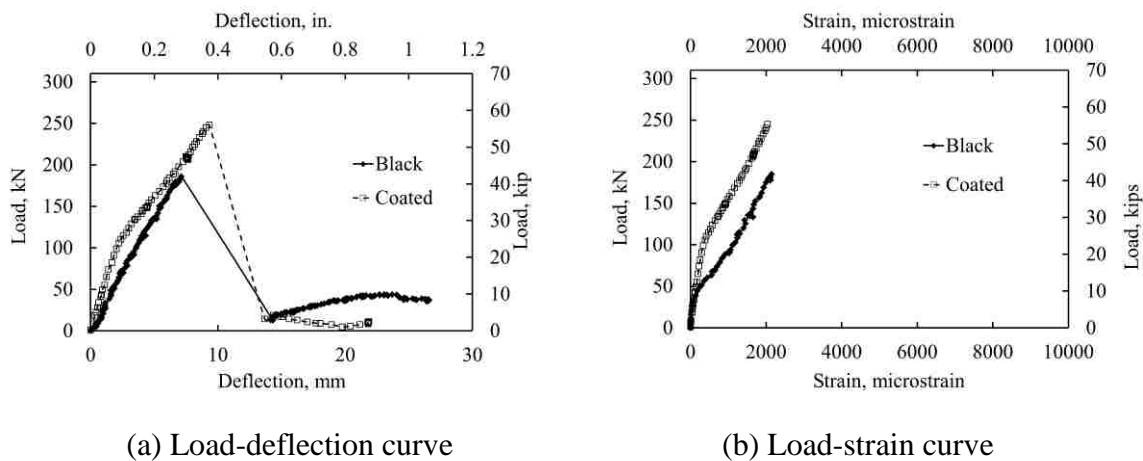 Deflection, in.
0 0.2 0.4 0.6 0.8 1 1.2
300
250
200
150
100
50
0
Load, kN
70
60
50
40
30
20
10
0
Load, kip
Black
Coated
0 10 20 30
Deflection, mm
(a) Load-deflection curve
Strain, microstrain
0 2000 4000 6000 8000 10000
300
250
200
150
100
50
0
Load, kN
70
60
50
40
30
20
10
0
Load, kips
Black
Coated
0 2000 4000 6000 8000 10000
Strain, microstrain
(b) Load-strain curve